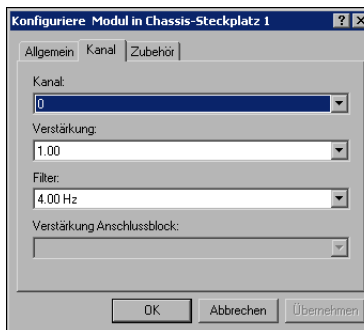 Konfiguriere Modul in Chassis-Steckplatz 1
Allgemein Kanal Zubehör
Kanal:
0
Verstärkung:
1.00
Filter:
4.00 Hz
Verstärkung Anschlussblock:
OK Abbrechen Übernehmen